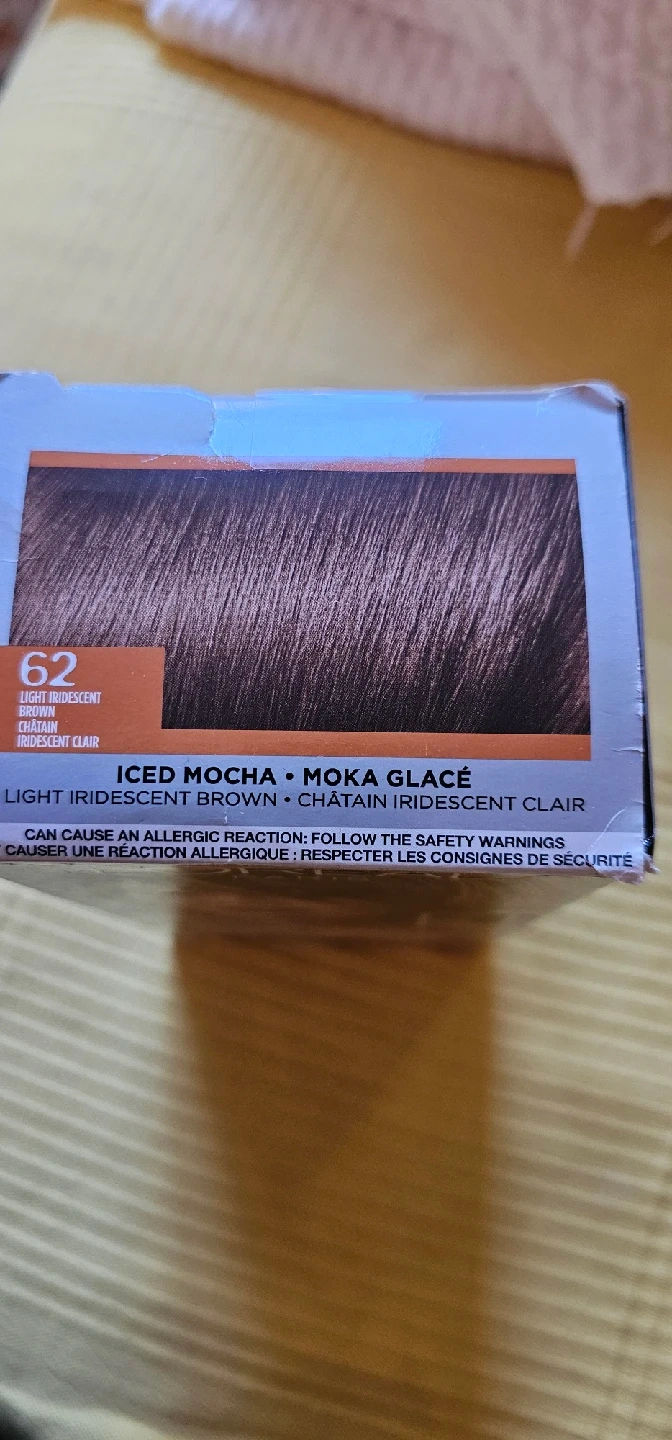 62
LIGHT IRIDESCENT
BROWN
CHÂTAIN
IRIDESCENT CLAIR
ICED MOCHA • MOKA GLACÉ
LIGHT IRIDESCENT BROWN • CHÂTAIN IRIDESCENT CLAIR
CAN CAUSE AN ALLERGIC REACTION: FOLLOW THE SAFETY WARNINGS
CAUSER UNE RÉACTION ALLERGIQUE : RESPECTER LES CONSIGNES DE SÉCURITÉ